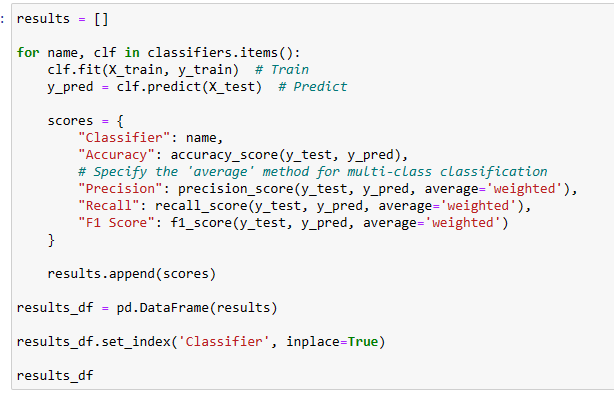 : results = []
for name, clf in classifiers.items():
    clf.fit(X_train, y_train)  # Train
    y_pred = clf.predict(X_test)  # Predict
    scores = {
        "Classifier": name,
        "Accuracy": accuracy_score(y_test, y_pred),
        # Specify the 'average' method for multi-class classification
        "Precision": precision_score(y_test, y_pred, average='weighted'),
        "Recall": recall_score(y_test, y_pred, average='weighted'),
        "F1 Score": f1_score(y_test, y_pred, average='weighted')
    }
    results.append(scores)
results_df = pd.DataFrame(results)
results_df.set_index('Classifier', inplace=True)
results_df